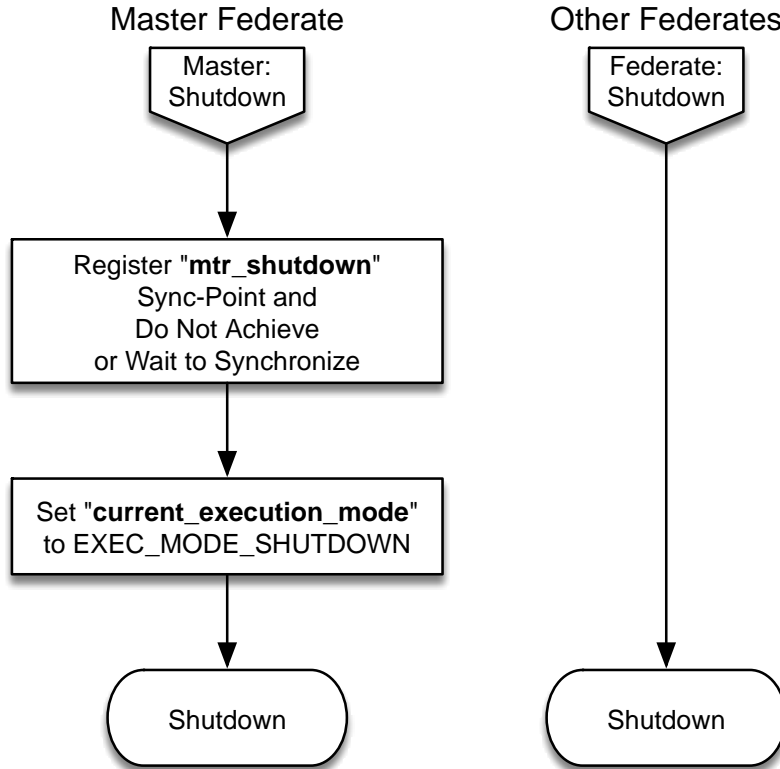 Master Federate
Other Federates
Master:
Shutdown
Federate:
Shutdown
Register "mtr_shutdown"
Sync-Point and
Do Not Achieve
or Wait to Synchronize
Set "current_execution_mode"
to EXEC_MODE_SHUTDOWN
Shutdown
Shutdown